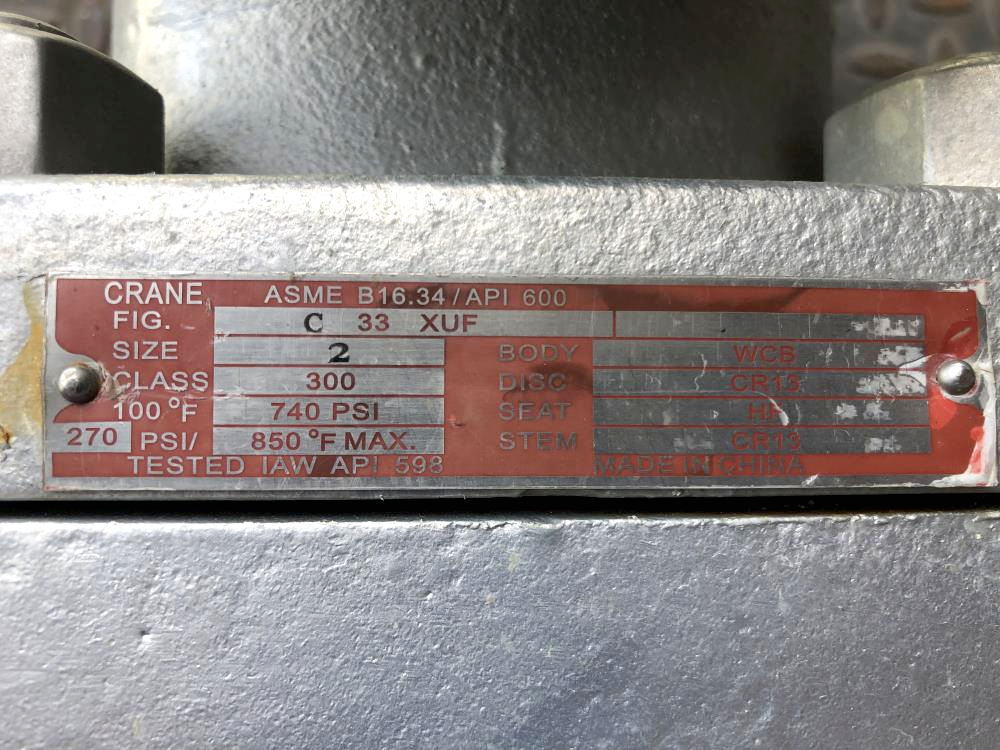 CRANE ASME B16.34/API 600
FIG. C 33 XUF
SIZE 2 BODY WCB
CLASS 300 DISC CR13
100 °F 740 PSI SEAT HF
270 PSI/ 850 °F MAX. STEM CR13
TESTED IAW API 598 MADE IN CHINA